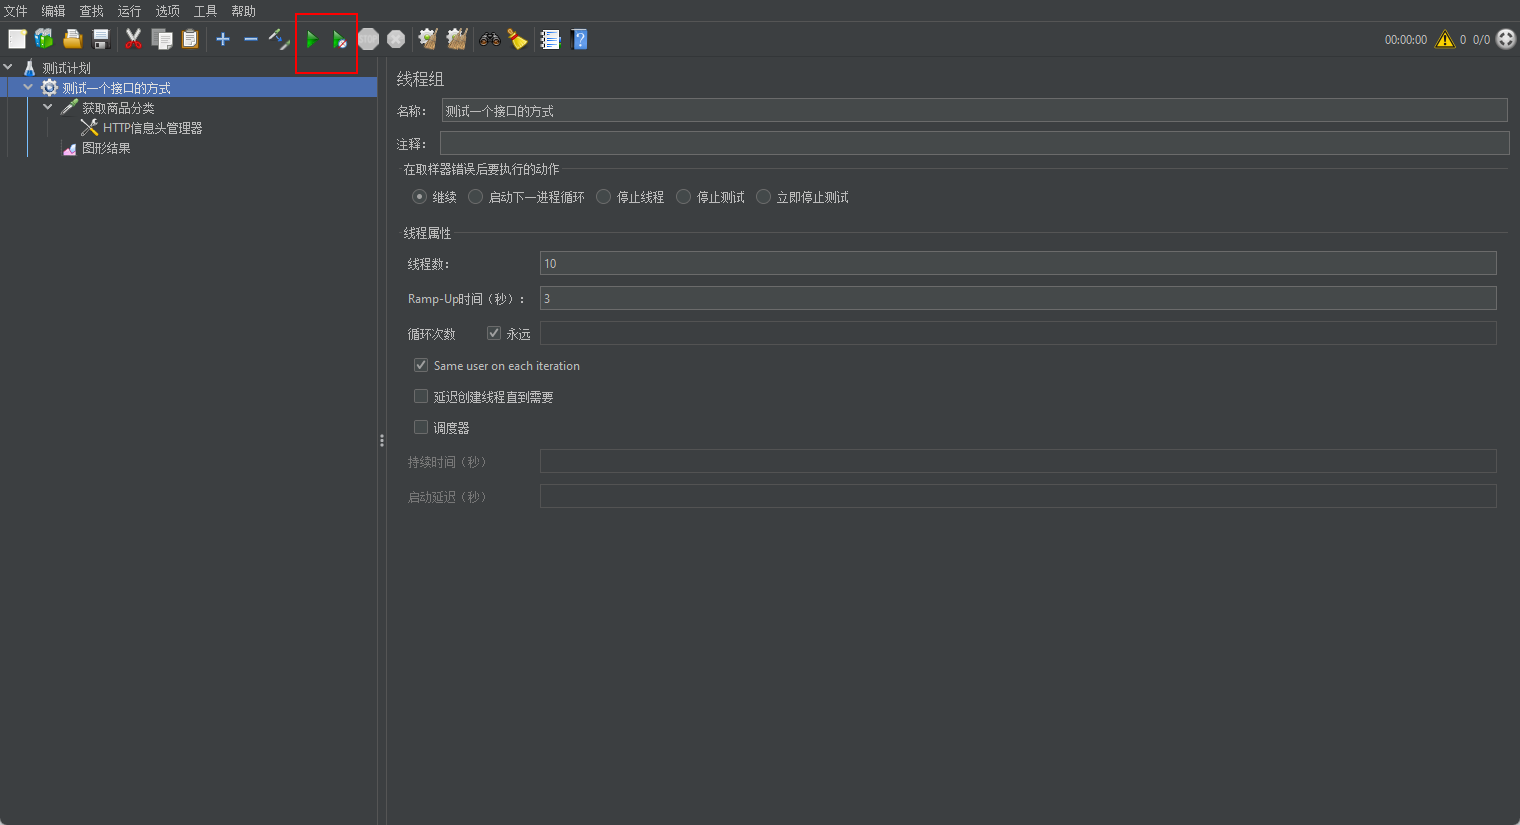 文件 编辑 查找 运行 选项 工具 帮助
00:00:00 0 0/0
测试计划
测试一个接口的方式
获取商品分类
HTTP信息头管理器
图形结果
线程组
名称： 测试一个接口的方式
注释：
在取样器错误后要执行的动作
继续 启动下一进程循环 停止线程 停止测试 立即停止测试
线程属性
线程数： 10
Ramp-Up时间（秒）： 3
循环次数 永远
Same user on each iteration
延迟创建线程直到需要
调度器
持续时间（秒）
启动延迟（秒）